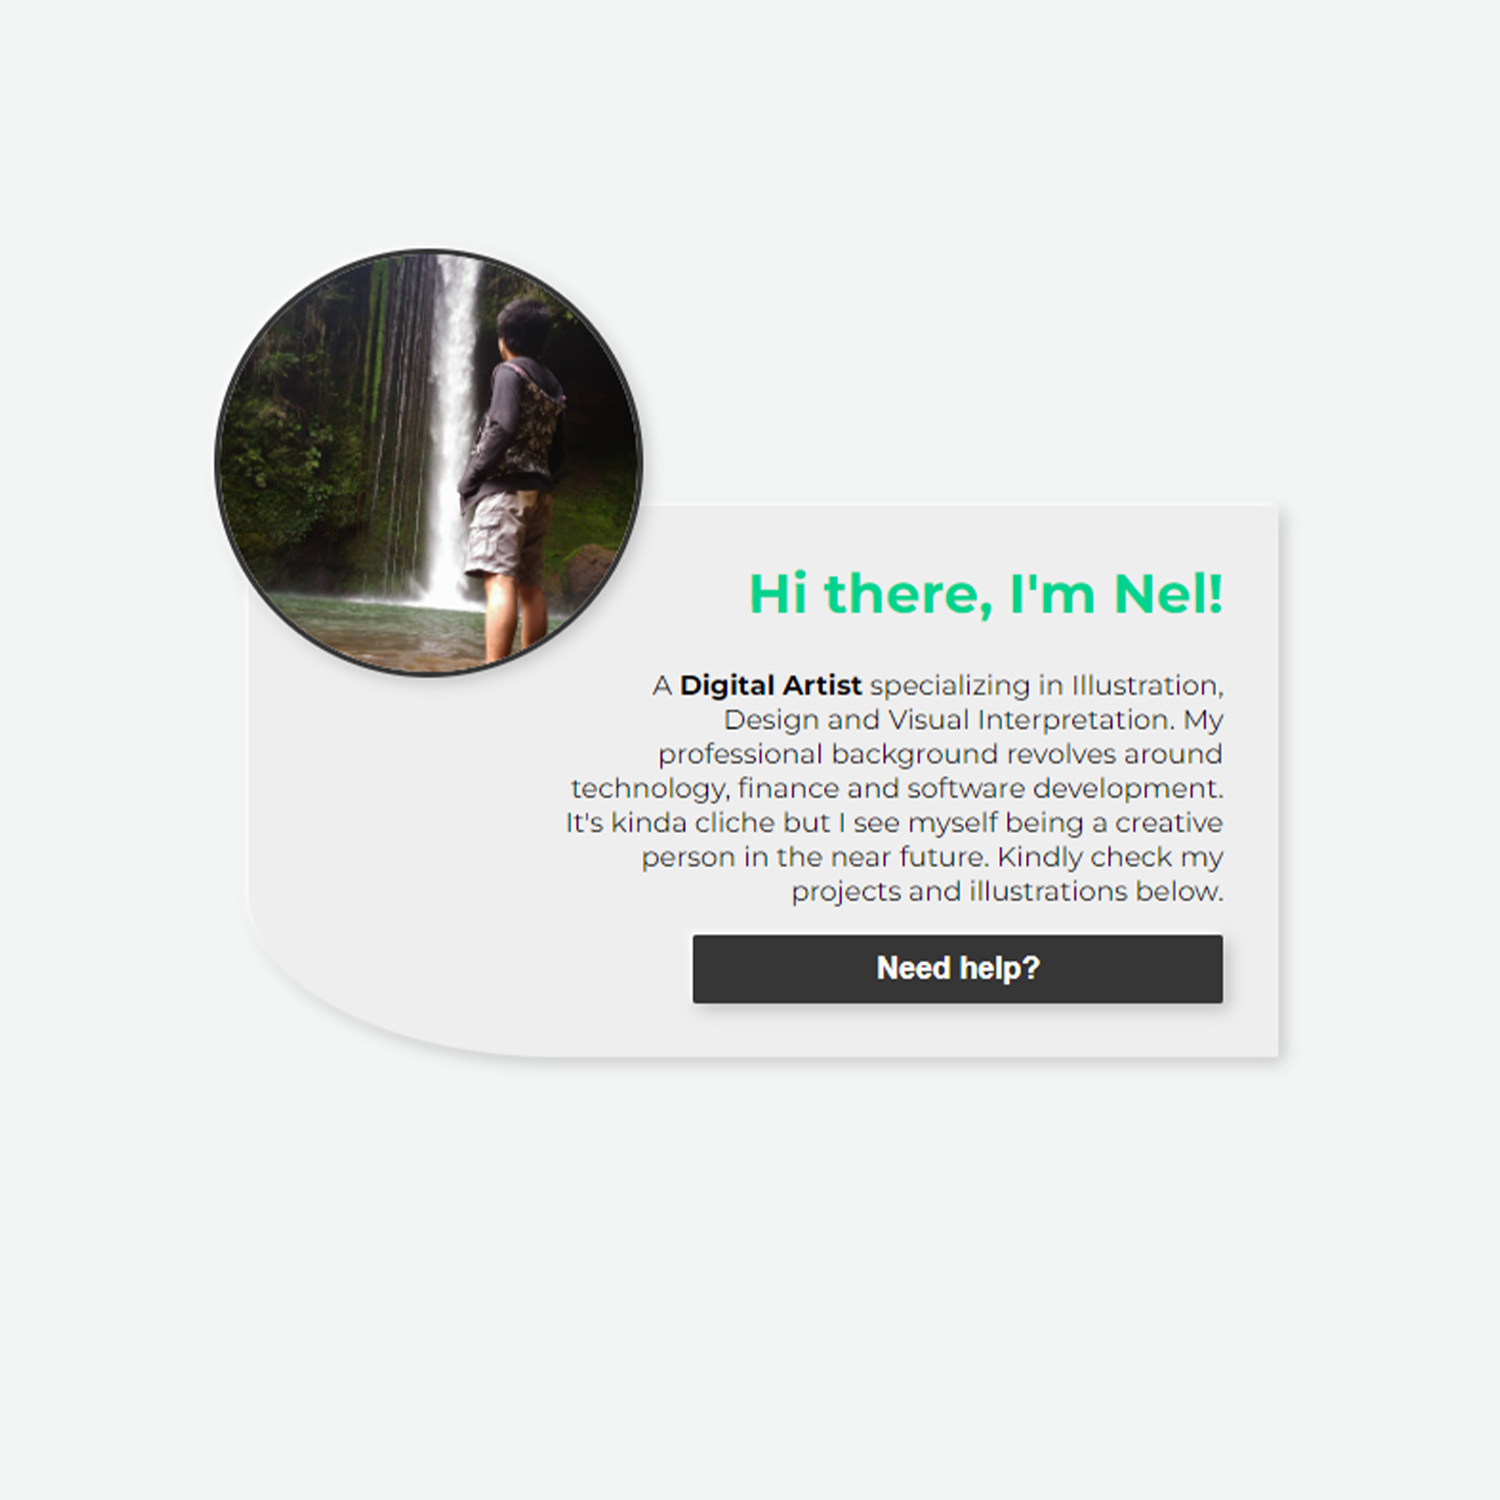 Hi there, I'm Nel!
A Digital Artist specializing in Illustration,
Design and Visual Interpretation. My
professional background revolves around
technology, finance and software development.
It's kinda cliche but I see myself being a creative
person in the near future. Kindly check my
projects and illustrations below.
Need help?